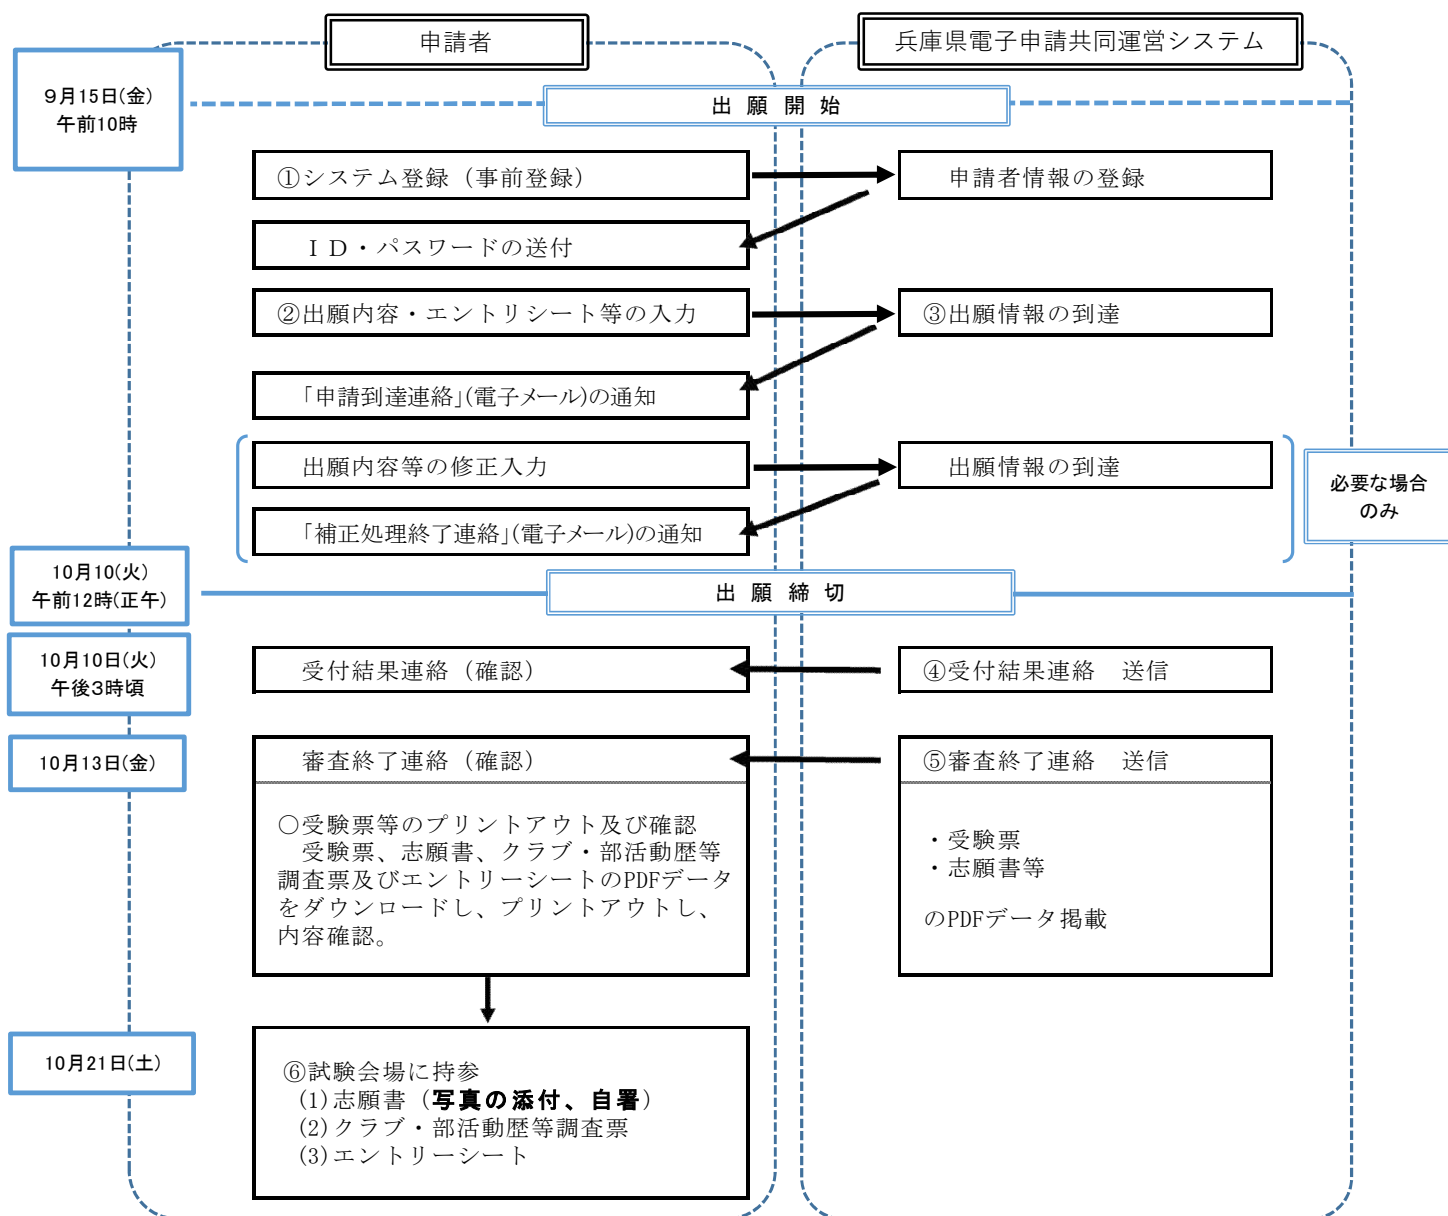 申請者
兵庫県電子申請共同運営システム
9月15日(金)
午前10時
出 願 開 始
①システム登録（事前登録）
申請者情報の登録
ＩＤ・パスワードの送付
②出願内容・エントリシート等の入力
③出願情報の到達
「申請到達連絡」(電子メール)の通知
出願内容等の修正入力
出願情報の到達
必要な場合
のみ
「補正処理終了連絡」(電子メール)の通知
10月10(火)
午前12時(正午)
出 願 締 切
10月10日(火)
午後3時頃
受付結果連絡（確認）
④受付結果連絡　送信
10月13日(金)
審査終了連絡（確認）
⑤審査終了連絡　送信
○受験票等のプリントアウト及び確認
受験票、志願書、クラブ・部活動歴等
調査票及びエントリーシートのPDFデータ
をダウンロードし、プリントアウトし、
内容確認。
・受験票
・志願書等
のPDFデータ掲載
10月21日(土)
⑥試験会場に持参
(1)志願書（写真の添付、自署）
(2)クラブ・部活動歴等調査票
(3)エントリーシート